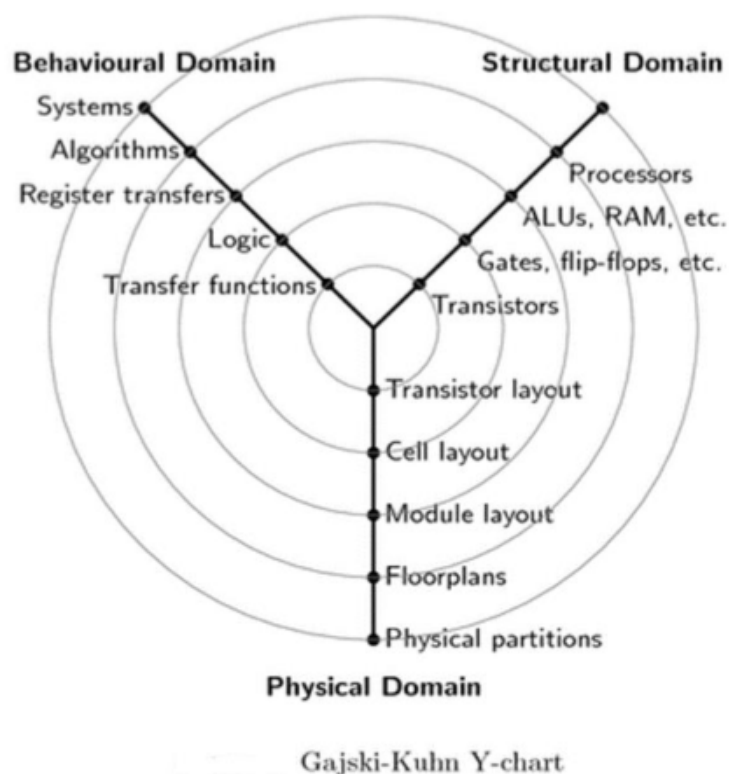 Behavioural Domain
Structural Domain
Systems
Algorithms
Register transfers
Logic
Transfer functions
Processors
ALUs, RAM, etc.
Gates, flip-flops, etc.
Transistors
Transistor layout
Cell layout
Module layout
Floorplans
Physical partitions
Physical Domain
Gajski-Kuhn Y-chart